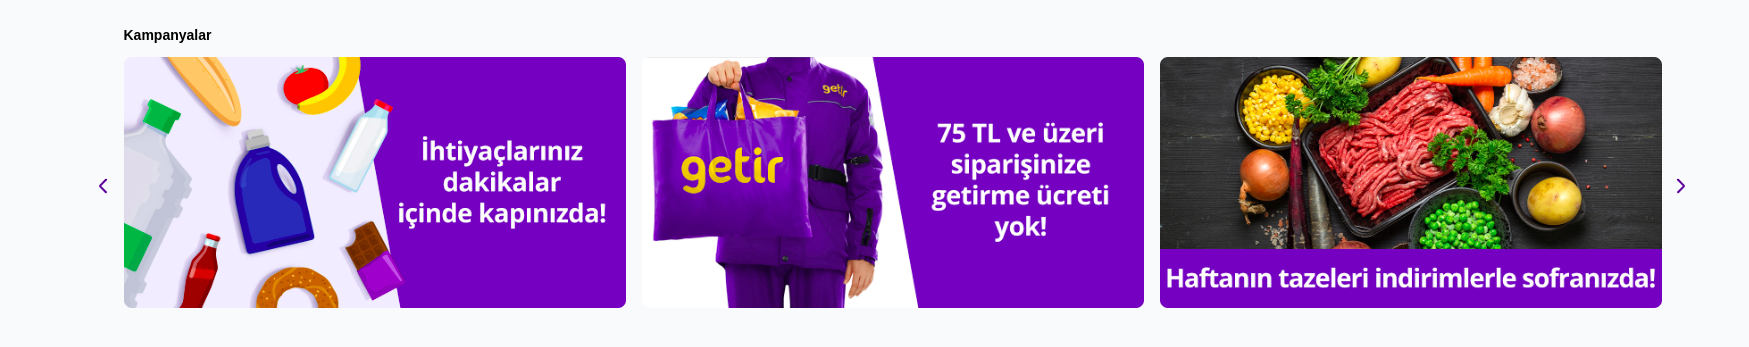 Kampanyalar
İhtiyaçlarınız
dakikalar
içinde kapınızda!
getir
getir
75 TL ve üzeri
siparişinize
getirme ücreti
yok!
Haftanın tazeleri indirimlerle sofranızda!